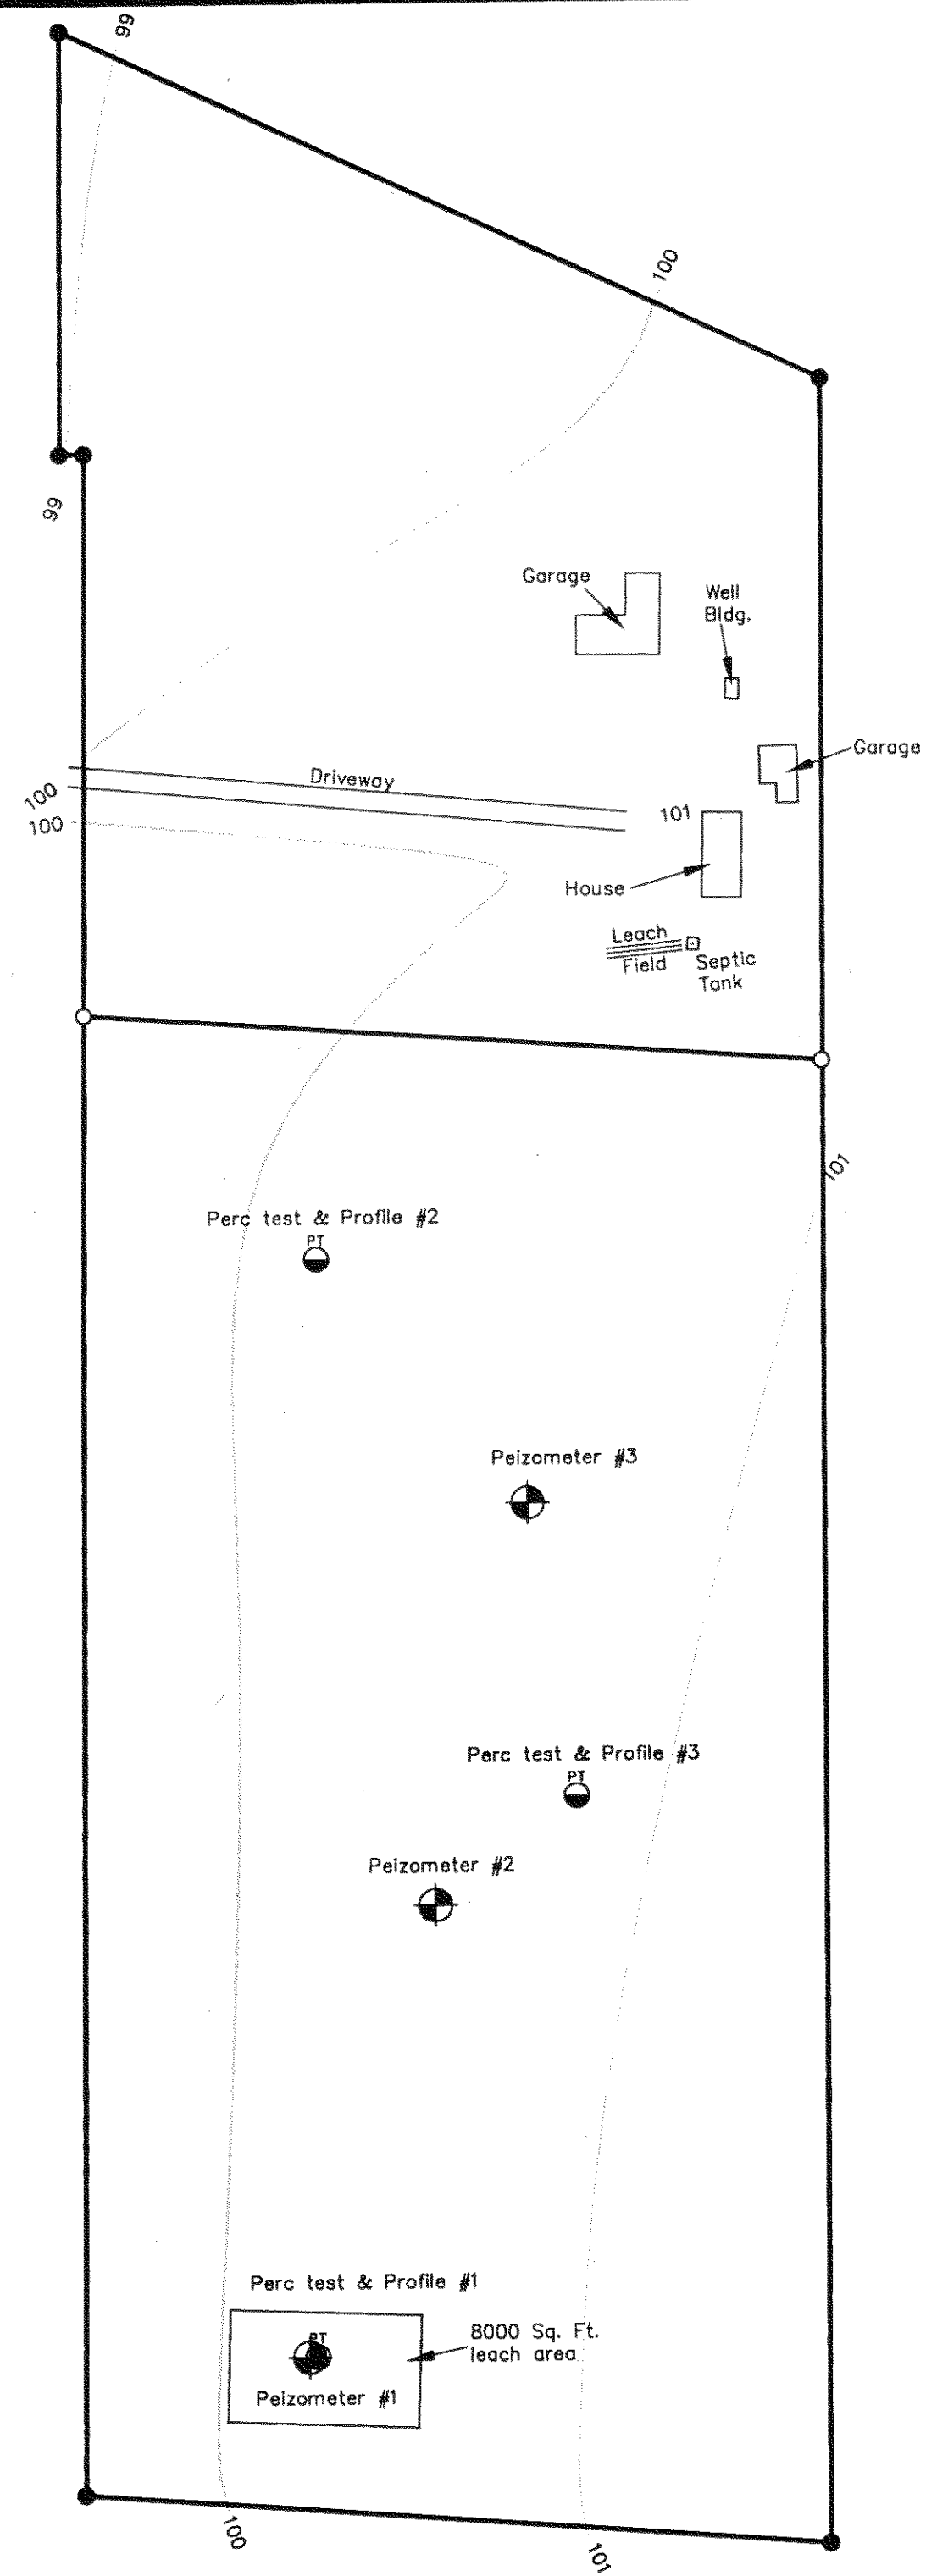 99
100
99
Garage
Well
Bldg.
Garage
Driveway
100
101
100
House
Leach
Field
Septic
Tank
101
Perc test & Profile #2
PT
Peizometer #3
Perc test & Profile #3
PT
Peizometer #2
Perc test & Profile #1
8000 Sq. Ft.
leach area
PT
Peizometer #1
100
101